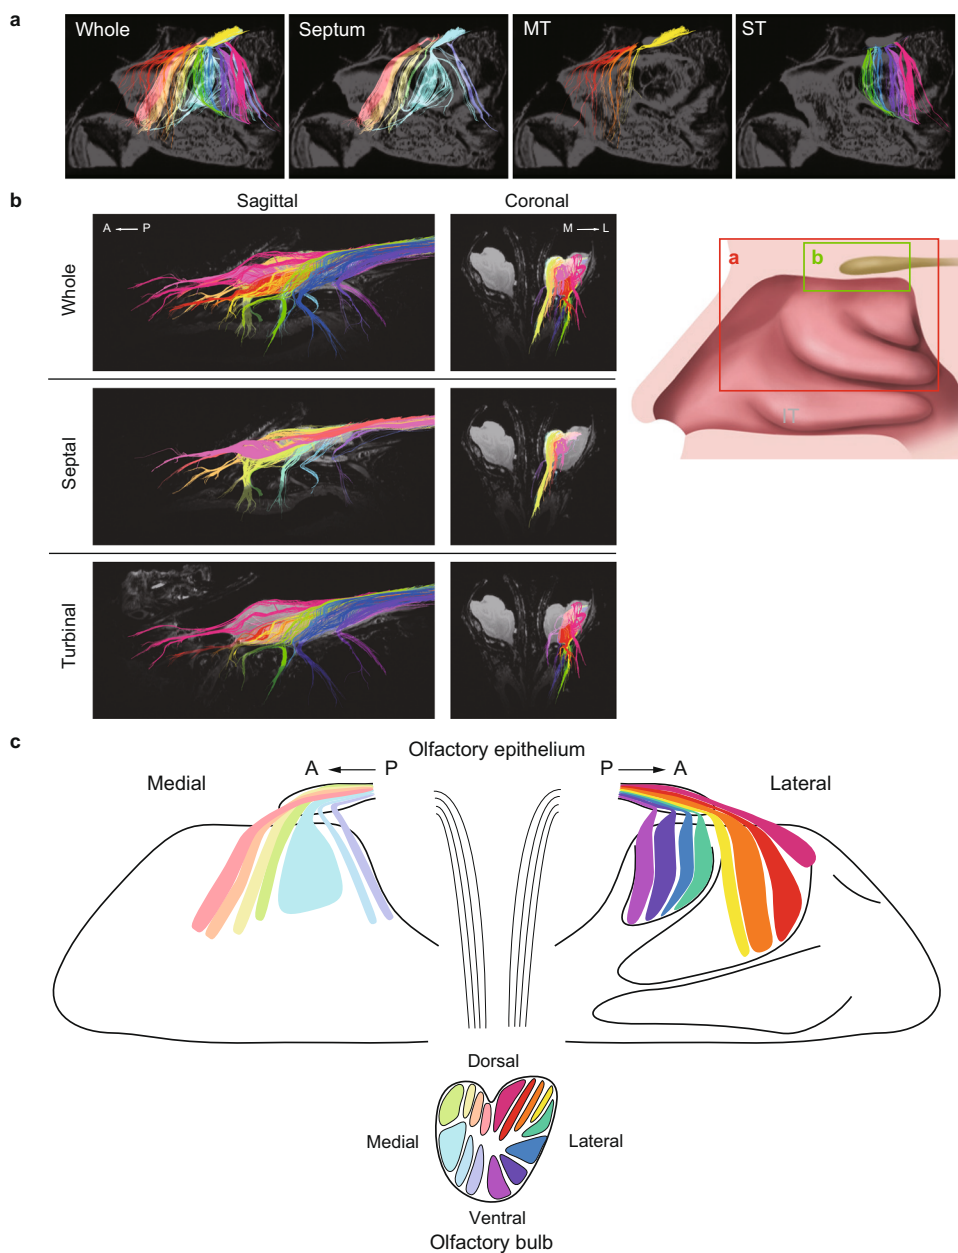 a
Whole
Septum
MT
ST
b
Sagittal
Coronal
A P
M L
Whole
Septal
Turbinal
a
b
IT
c
Olfactory epithelium
Medial
A P
P A
Lateral
Dorsal
Medial
Lateral
Ventral
Olfactory bulb